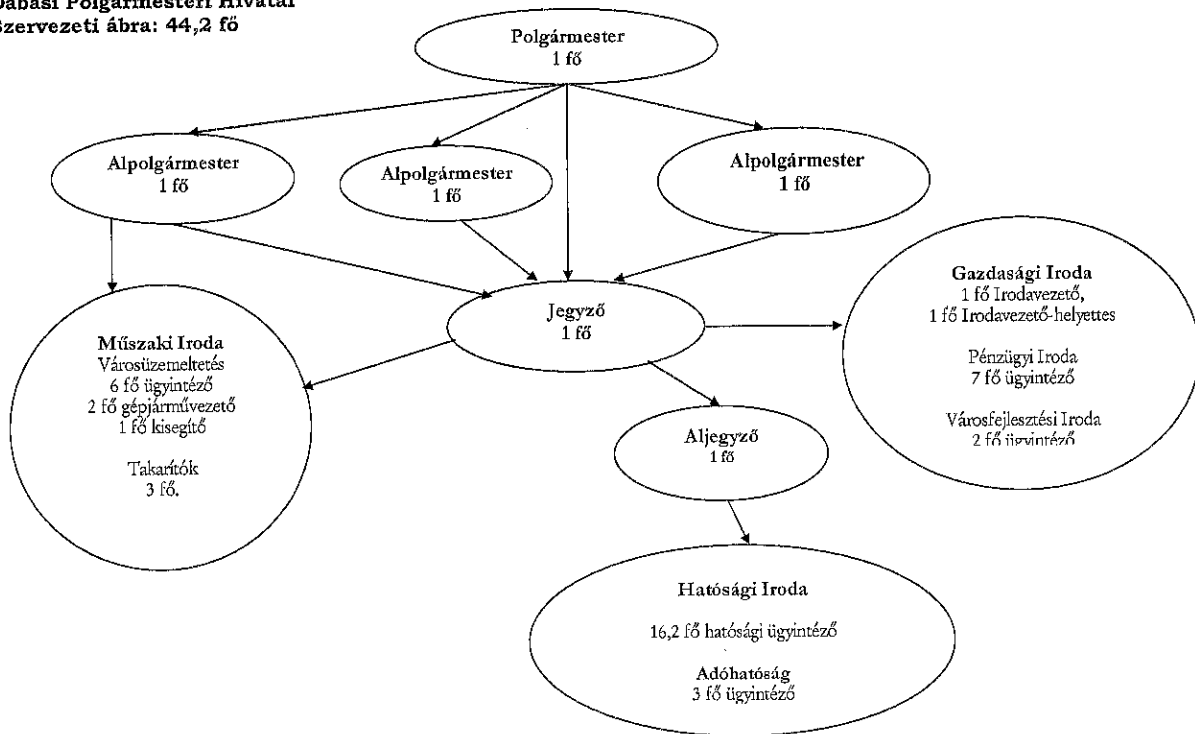 Dabasi Polgármesteri Hivatal
Szervezeti ábra: 44,2 fő
Polgármester
1 fő
Alpolgármester
1 fő
Alpolgármester
1 fő
Alpolgármester
1 fő
Jegyző
1 fő
Gazdasági Iroda
1 fő Irodavezető,
1 fő Irodavezető-helyettes
Pénzügyi Iroda
7 fő ügyintéző
Városfejlesztési Iroda
2 fő ügyintéző
Műszaki Iroda
Városüzemeltetés
6 fő ügyintéző
2 fő gépjárművezető
1 fő kisegítő
Takarítók
3 fő.
Aljegyző
1 fő
Hatósági Iroda
16,2 fő hatósági ügyintéző
Adóhatóság
3 fő ügyintéző